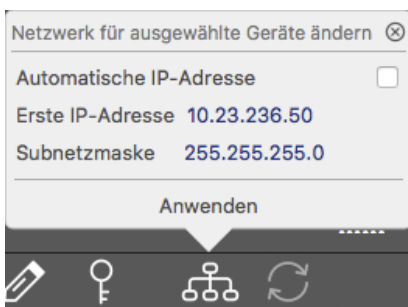 Netzwerk für ausgewählte Geräte ändern
Automatische IP-Adresse
Erste IP-Adresse 10.23.236.50
Subnetzmaske 255.255.255.0
Anwenden